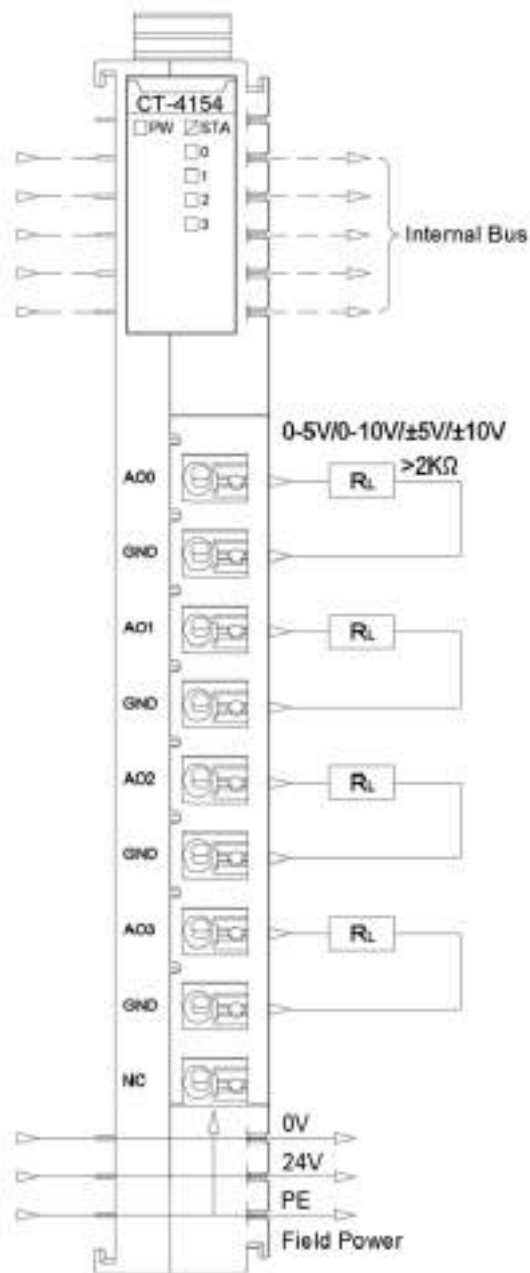 CT-4154
PW STA
0
1
2
3
Internal Bus
0-5V/0-10V/±5V/±10V
>2KΩ
AO0
RL
GND
AO1
RL
GND
AO2
RL
GND
AO3
RL
GND
NC
0V
24V
PE
Field Power